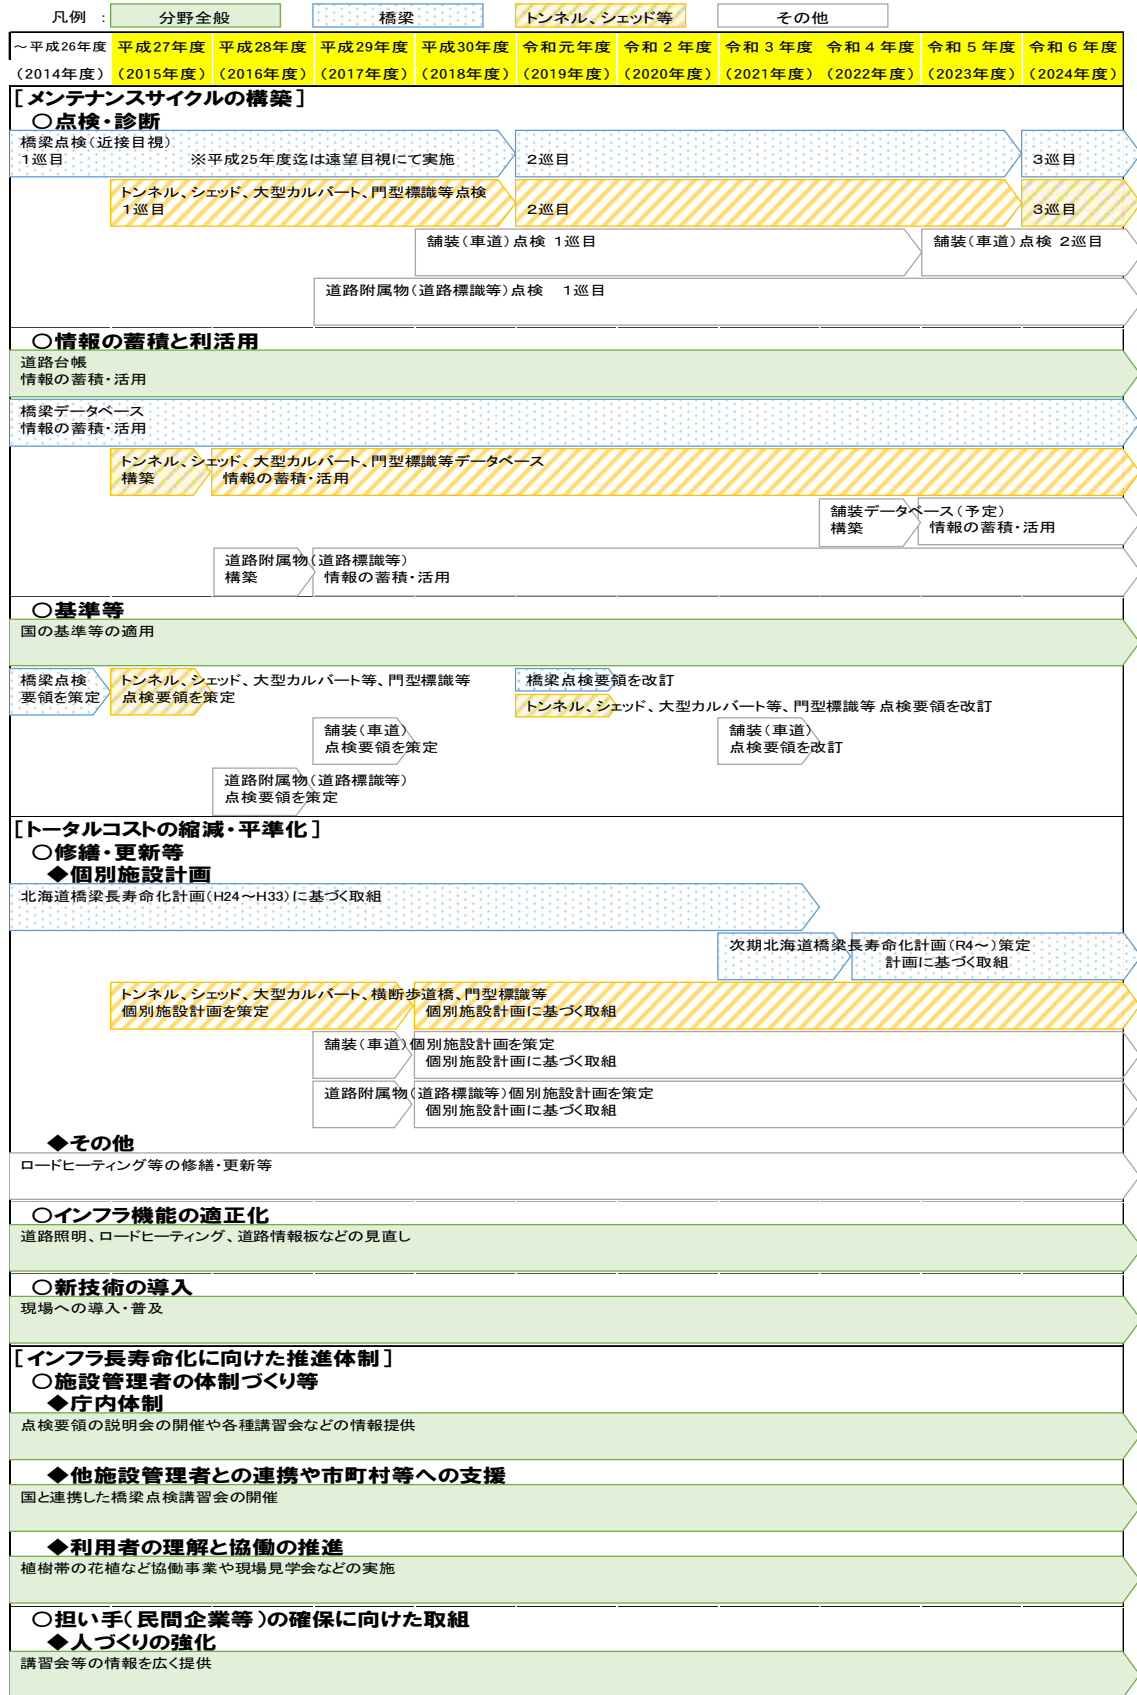 凡例 : 分野全般 橋梁 トンネル、シェッド等 その他
～平成26年度 平成27年度 平成28年度 平成29年度 平成30年度 令和元年度 令和２年度 令和３年度 令和４年度 令和５年度 令和６年度
(2014年度) (2015年度) (2016年度) (2017年度) (2018年度) (2019年度) (2020年度) (2021年度) (2022年度) (2023年度) (2024年度)
[メンテナンスサイクルの構築]
○点検・診断
橋梁点検(近接目視)
1巡目 ※平成25年度迄は遠望目視にて実施 2巡目 3巡目
トンネル、シェッド、大型カルバート、門型標識等点検
1巡目 2巡目 3巡目
舗装(車道)点検 1巡目 舗装(車道)点検 2巡目
道路附属物(道路標識等)点検 1巡目
○情報の蓄積と利活用
道路台帳
情報の蓄積・活用
橋梁データベース
情報の蓄積・活用
トンネル、シェッド、大型カルバート、門型標識等データベース
構築 情報の蓄積・活用
舗装データベース(予定)
構築 情報の蓄積・活用
道路附属物(道路標識等)
構築 情報の蓄積・活用
○基準等
国の基準等の適用
橋梁点検
要領を策定
トンネル、シェッド、大型カルバート等、門型標識等
点検要領を策定
橋梁点検要領を改訂
トンネル、シェッド、大型カルバート等、門型標識等 点検要領を改訂
舗装(車道)
点検要領を策定
舗装(車道)
点検要領を改訂
道路附属物(道路標識等)
点検要領を策定
[トータルコストの縮減・平準化]
○修繕・更新等
◆個別施設計画
北海道橋梁長寿命化計画(H24～H33)に基づく取組
次期北海道橋梁長寿命化計画(R4～)策定
計画に基づく取組
トンネル、シェッド、大型カルバート、横断歩道橋、門型標識等
個別施設計画を策定 個別施設計画に基づく取組
舗装(車道)個別施設計画を策定
個別施設計画に基づく取組
道路附属物(道路標識等)個別施設計画を策定
個別施設計画に基づく取組
◆その他
ロードヒーティング等の修繕・更新等
○インフラ機能の適正化
道路照明、ロードヒーティング、道路情報板などの見直し
○新技術の導入
現場への導入・普及
[インフラ長寿命化に向けた推進体制]
○施設管理者の体制づくり等
◆庁内体制
点検要領の説明会の開催や各種講習会などの情報提供
◆他施設管理者との連携や市町村等への支援
国と連携した橋梁点検講習会の開催
◆利用者の理解と協働の推進
植樹帯の花植など協働事業や現場見学会などの実施
○担い手(民間企業等)の確保に向けた取組
◆人づくりの強化
講習会等の情報を広く提供